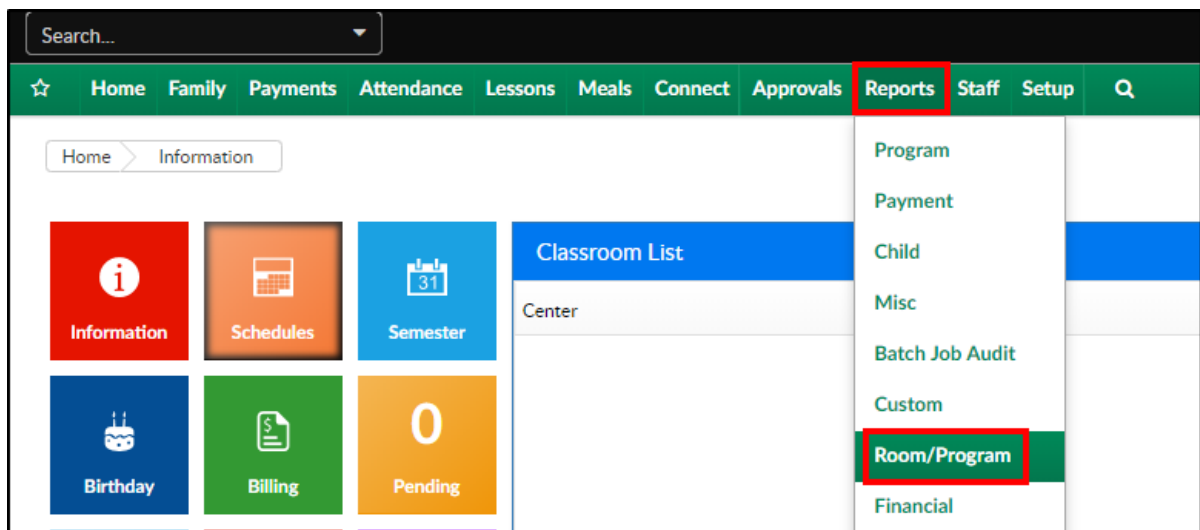 Search...
Home Family Payments Attendance Lessons Meals Connect Approvals Reports Staff Setup
Home Information
Program
Payment
Child
Misc
Batch Job Audit
Custom
Room/Program
Financial
Information
Schedules
31
Semester
Classroom List
Center
Birthday
$
Billing
0
Pending